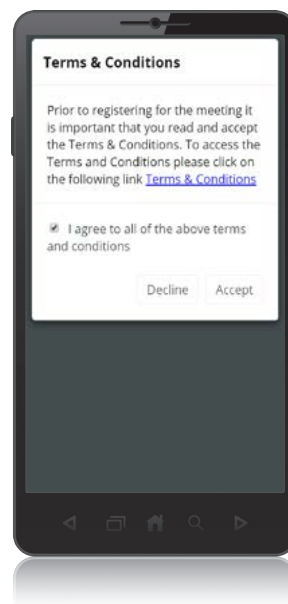 Terms & Conditions
Prior to registering for the meeting it
is important that you read and accept
the Terms & Conditions. To access the
Terms and Conditions please click on
the following link Terms & Conditions
I agree to all of the above terms
and conditions
Decline Accept